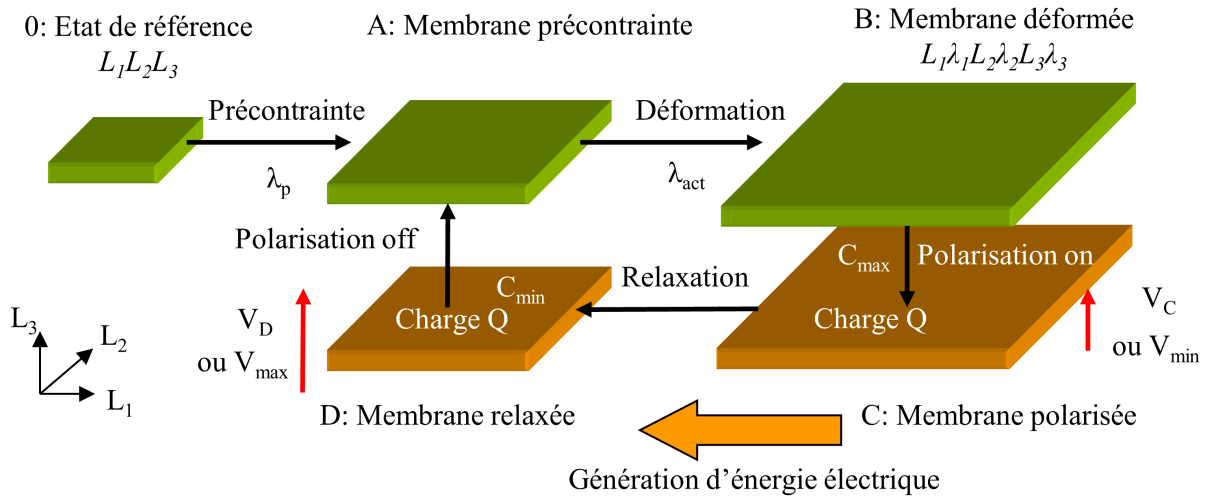 0: Etat de référence
L₁L₂L₃
A: Membrane précontrainte
B: Membrane déformée
L₁λ₁L₂λ₂L₃λ₃
Précontrainte
λp
Déformation
λact
Polarisation off
Cmin
Charge Q
Relaxation
Cmax
Polarisation on
Charge Q
VD
ou Vmax
VC
ou Vmin
L₃
L₂
L₁
D: Membrane relaxée
C: Membrane polarisée
Génération d’énergie électrique